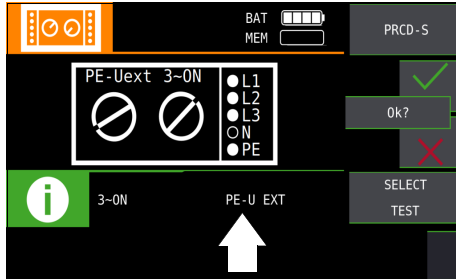 BAT
MEM
PRCD-S
PE-Uext 3~ON
L1
L2
L3
N
PE
Ok?
i
3~ON
PE-U EXT
SELECT
TEST